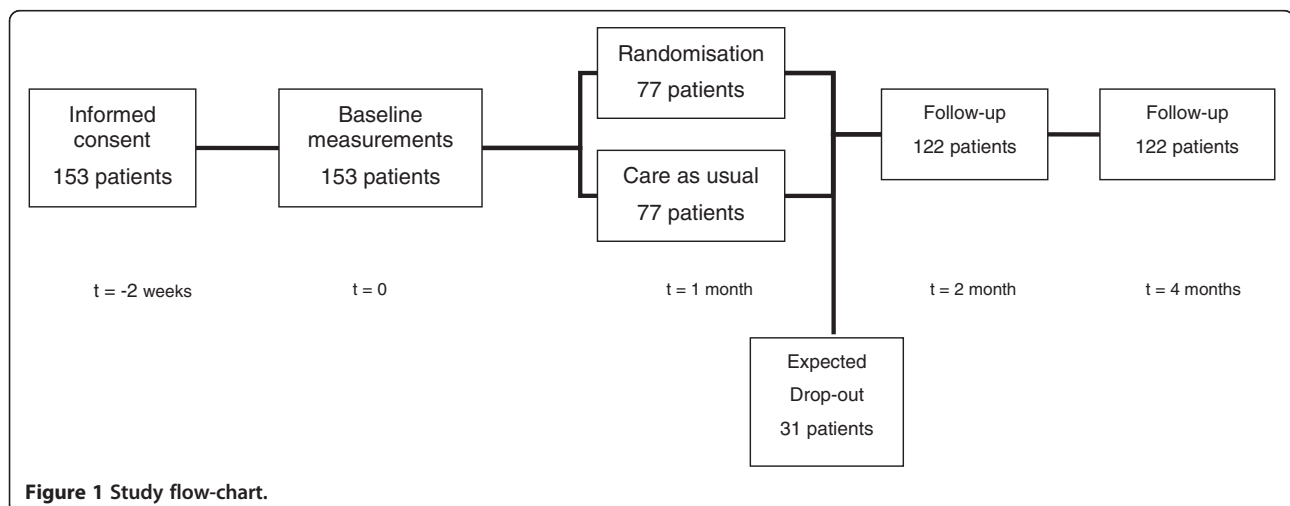 Informed
consent
153 patients
Baseline
measurements
153 patients
Randomisation
77 patients
Care as usual
77 patients
Follow-up
122 patients
Follow-up
122 patients
t = -2 weeks
t = 0
t = 1 month
t = 2 month
t = 4 months
Expected
Drop-out
31 patients
Figure 1 Study flow-chart.